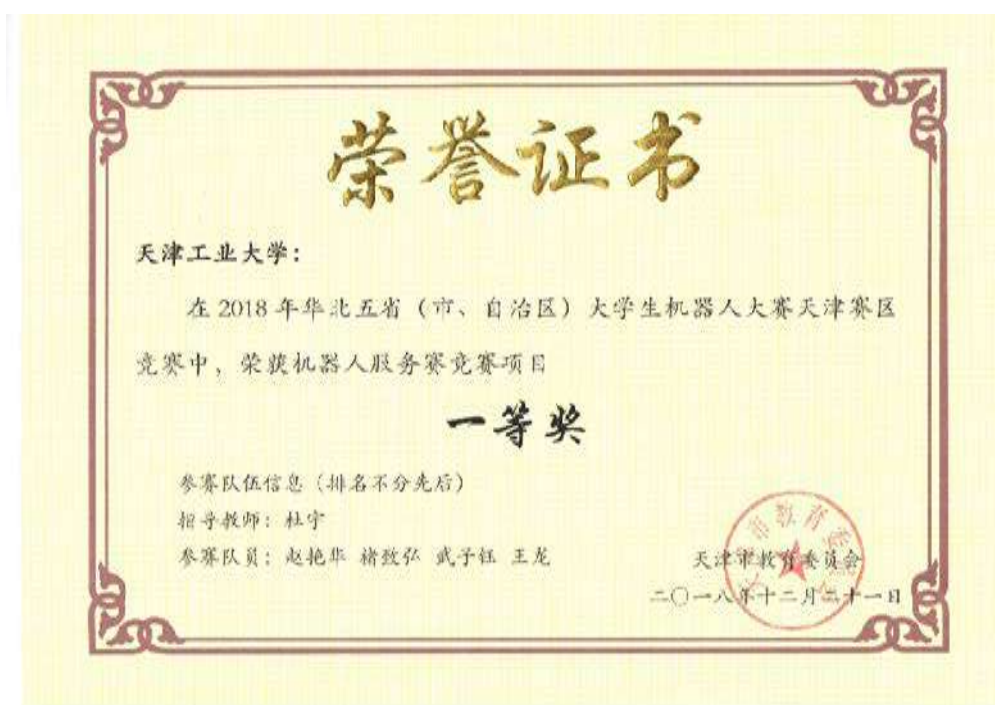 荣誉证书
天津工业大学：
在 2018 年华北五省（市、自治区）大学生机器人大赛天津赛区
竞赛中，荣获机器人服务赛竞赛项目
一等奖
参赛队伍信息（排名不分先后）
指导教师：杜宇
参赛队员：赵艳华 褚致弘 武子钰 王龙
天津市教育委员会
二〇一八年十二月二十一日